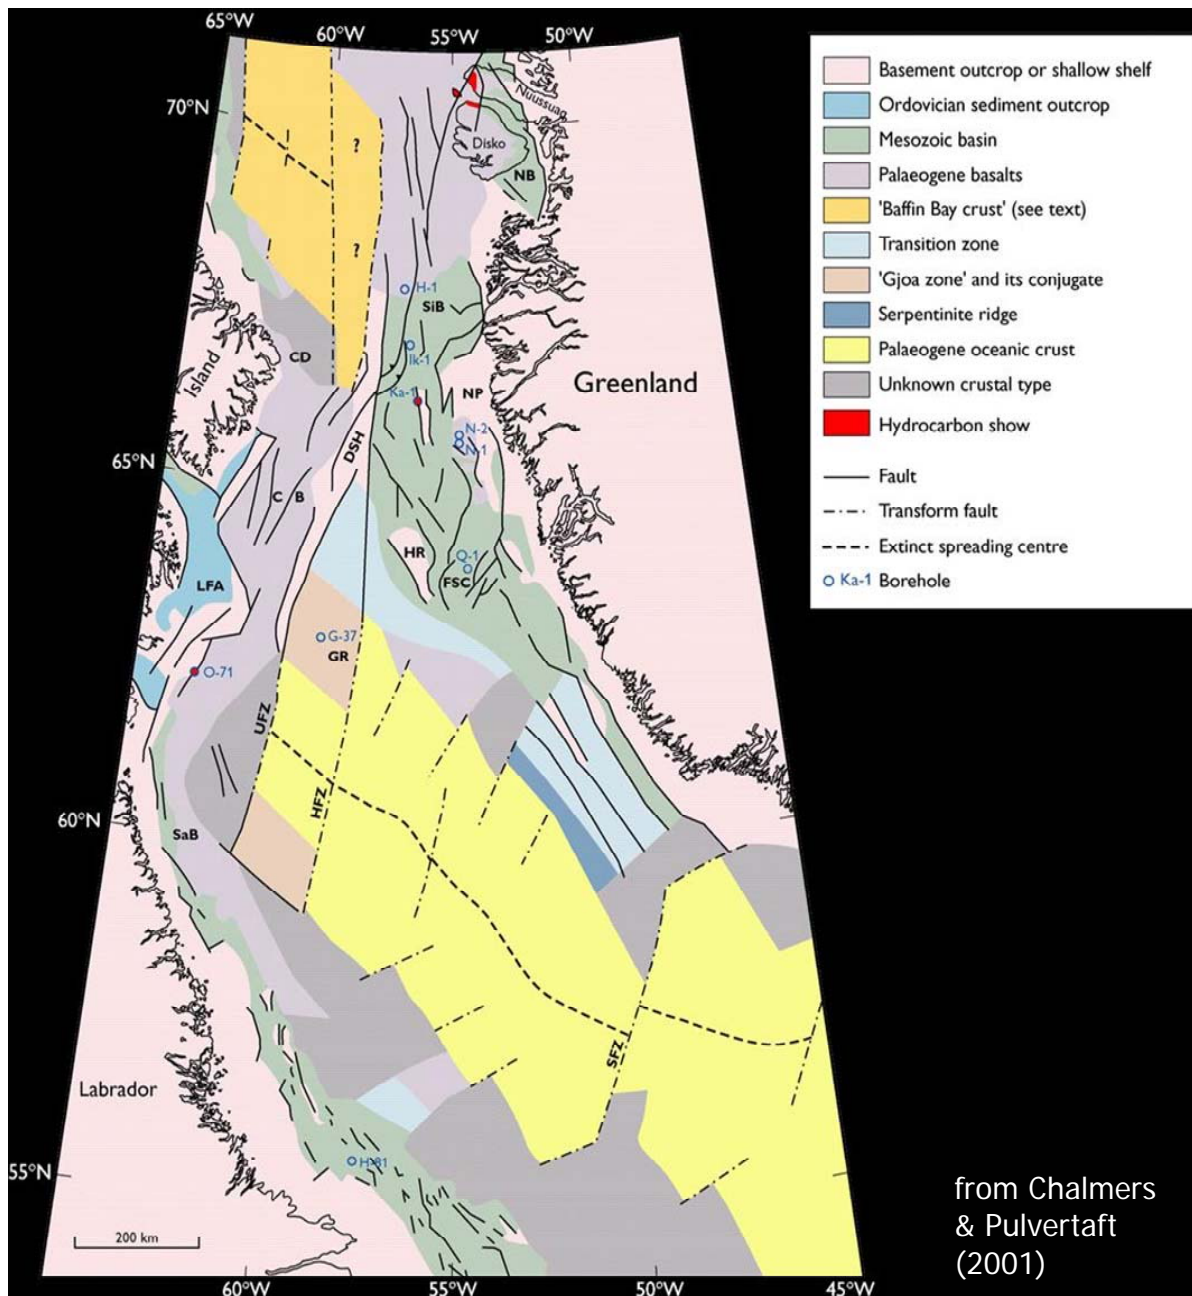 65°W
60°W
55°W
50°W
70°N
Nuussuaq
Disko
NB
?
?
H-1
SiB
Ik-1
CD
Island
Ka-1
NP
Greenland
N-2
N-1
DSH
65°N
C B
HR
Q-1
FSC
LFA
G-37
GR
O-71
UFZ
HFZ
60°N
SaB
SFZ
Labrador
H-81
55°N
200 km
60°W
55°W
50°W
45°W
Basement outcrop or shallow shelf
Ordovician sediment outcrop
Mesozoic basin
Palaeogene basalts
'Baffin Bay crust' (see text)
Transition zone
'Gjoa zone' and its conjugate
Serpentinite ridge
Palaeogene oceanic crust
Unknown crustal type
Hydrocarbon show
Fault
Transform fault
Extinct spreading centre
Ka-1 Borehole
from Chalmers
& Pulvertaft
(2001)